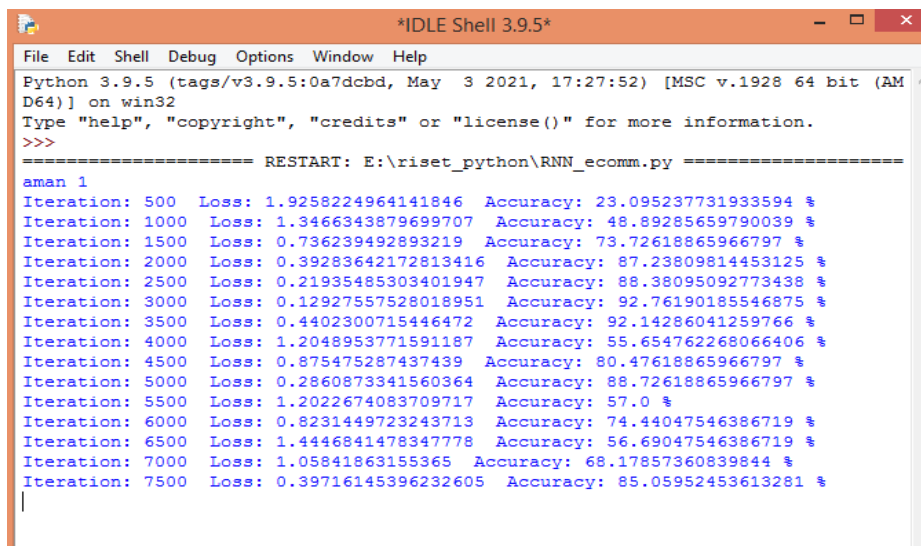 *IDLE Shell 3.9.5*
File Edit Shell Debug Options Window Help
Python 3.9.5 (tags/v3.9.5:0a7dcbd, May  3 2021, 17:27:52) [MSC v.1928 64 bit (AM
D64)] on win32
Type "help", "copyright", "credits" or "license()" for more information.
>>>
===================== RESTART: E:\riset_python\RNN_ecomm.py ====================
aman 1
Iteration: 500  Loss: 1.9258224964141846  Accuracy: 23.095237731933594 %
Iteration: 1000  Loss: 1.3466343879699707  Accuracy: 48.89285659790039 %
Iteration: 1500  Loss: 0.736239492893219  Accuracy: 73.72618865966797 %
Iteration: 2000  Loss: 0.39283642172813416  Accuracy: 87.23809814453125 %
Iteration: 2500  Loss: 0.21935485303401947  Accuracy: 88.38095092773438 %
Iteration: 3000  Loss: 0.12927557528018951  Accuracy: 92.76190185546875 %
Iteration: 3500  Loss: 0.4402300715446472  Accuracy: 92.14286041259766 %
Iteration: 4000  Loss: 1.2048953771591187  Accuracy: 55.654762268066406 %
Iteration: 4500  Loss: 0.875475287437439  Accuracy: 80.47618865966797 %
Iteration: 5000  Loss: 0.2860873341560364  Accuracy: 88.72618865966797 %
Iteration: 5500  Loss: 1.2022674083709717  Accuracy: 57.0 %
Iteration: 6000  Loss: 0.8231449723243713  Accuracy: 74.44047546386719 %
Iteration: 6500  Loss: 1.4446841478347778  Accuracy: 56.69047546386719 %
Iteration: 7000  Loss: 1.05841863155365  Accuracy: 68.17857360839844 %
Iteration: 7500  Loss: 0.39716145396232605  Accuracy: 85.05952453613281 %